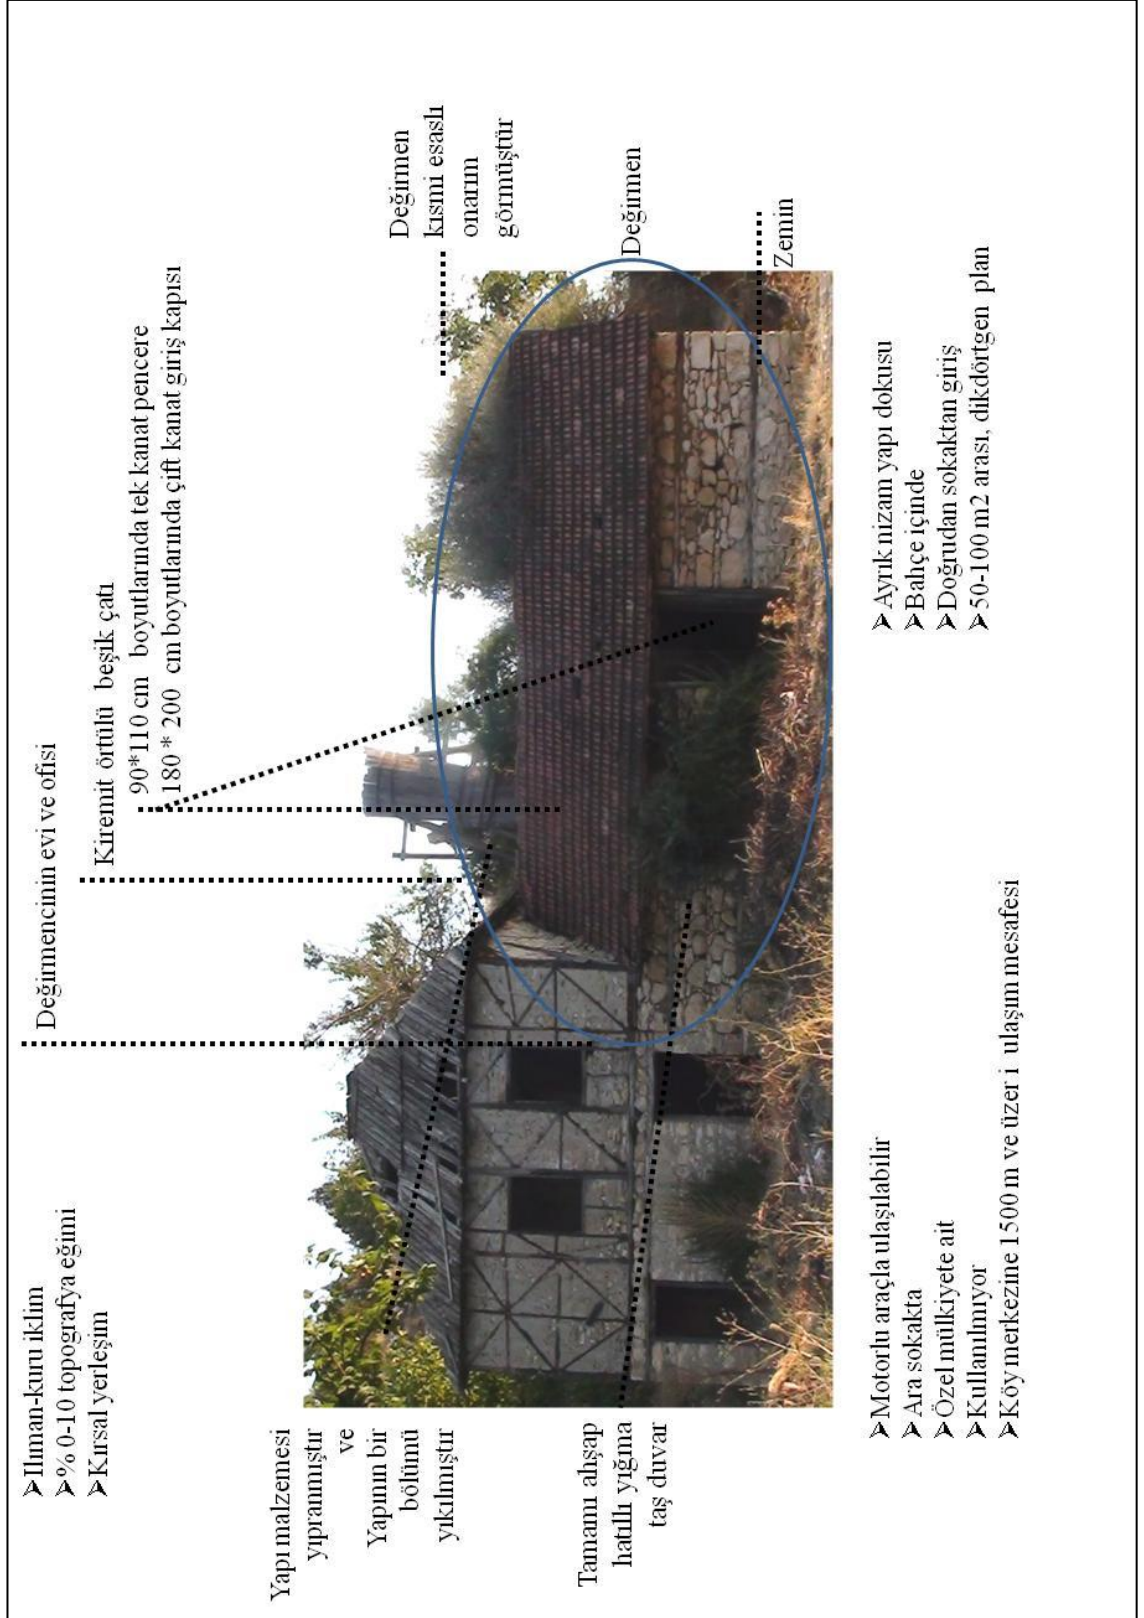 ➢Ilıman-kuru iklim
➢% 0-10 topografya eğimi
➢Kırsal yerleşim
Değirmencinin evi ve ofisi
Kiremit örtülü beşik çatı
90*110 cm boyutlarında tek kanat pencere
180 * 200 cm boyutlarında çift kanat giriş kapısı
Değirmen
kısmi esaslı
onarım
görmüştür
Yapı malzemesi
yıpranmıştır
ve
Yapının bir
bölümü
yıkılmıştır
Tamamı ahşap
hatıllı yığma
taş duvar
Değirmen
Zemin
➢Motorlu araçla ulaşılabilir
➢Ara sokakta
➢Özel mülkiyete ait
➢Kullanılmıyor
➢Köy merkezine 1500 m ve üzer i ulaşım mesafesi
➢Ayrık nizam yapı dokusu
➢Bahçe içinde
➢Doğrudan sokaktan giriş
➢50-100 m2 arası, dikdörtgen plan